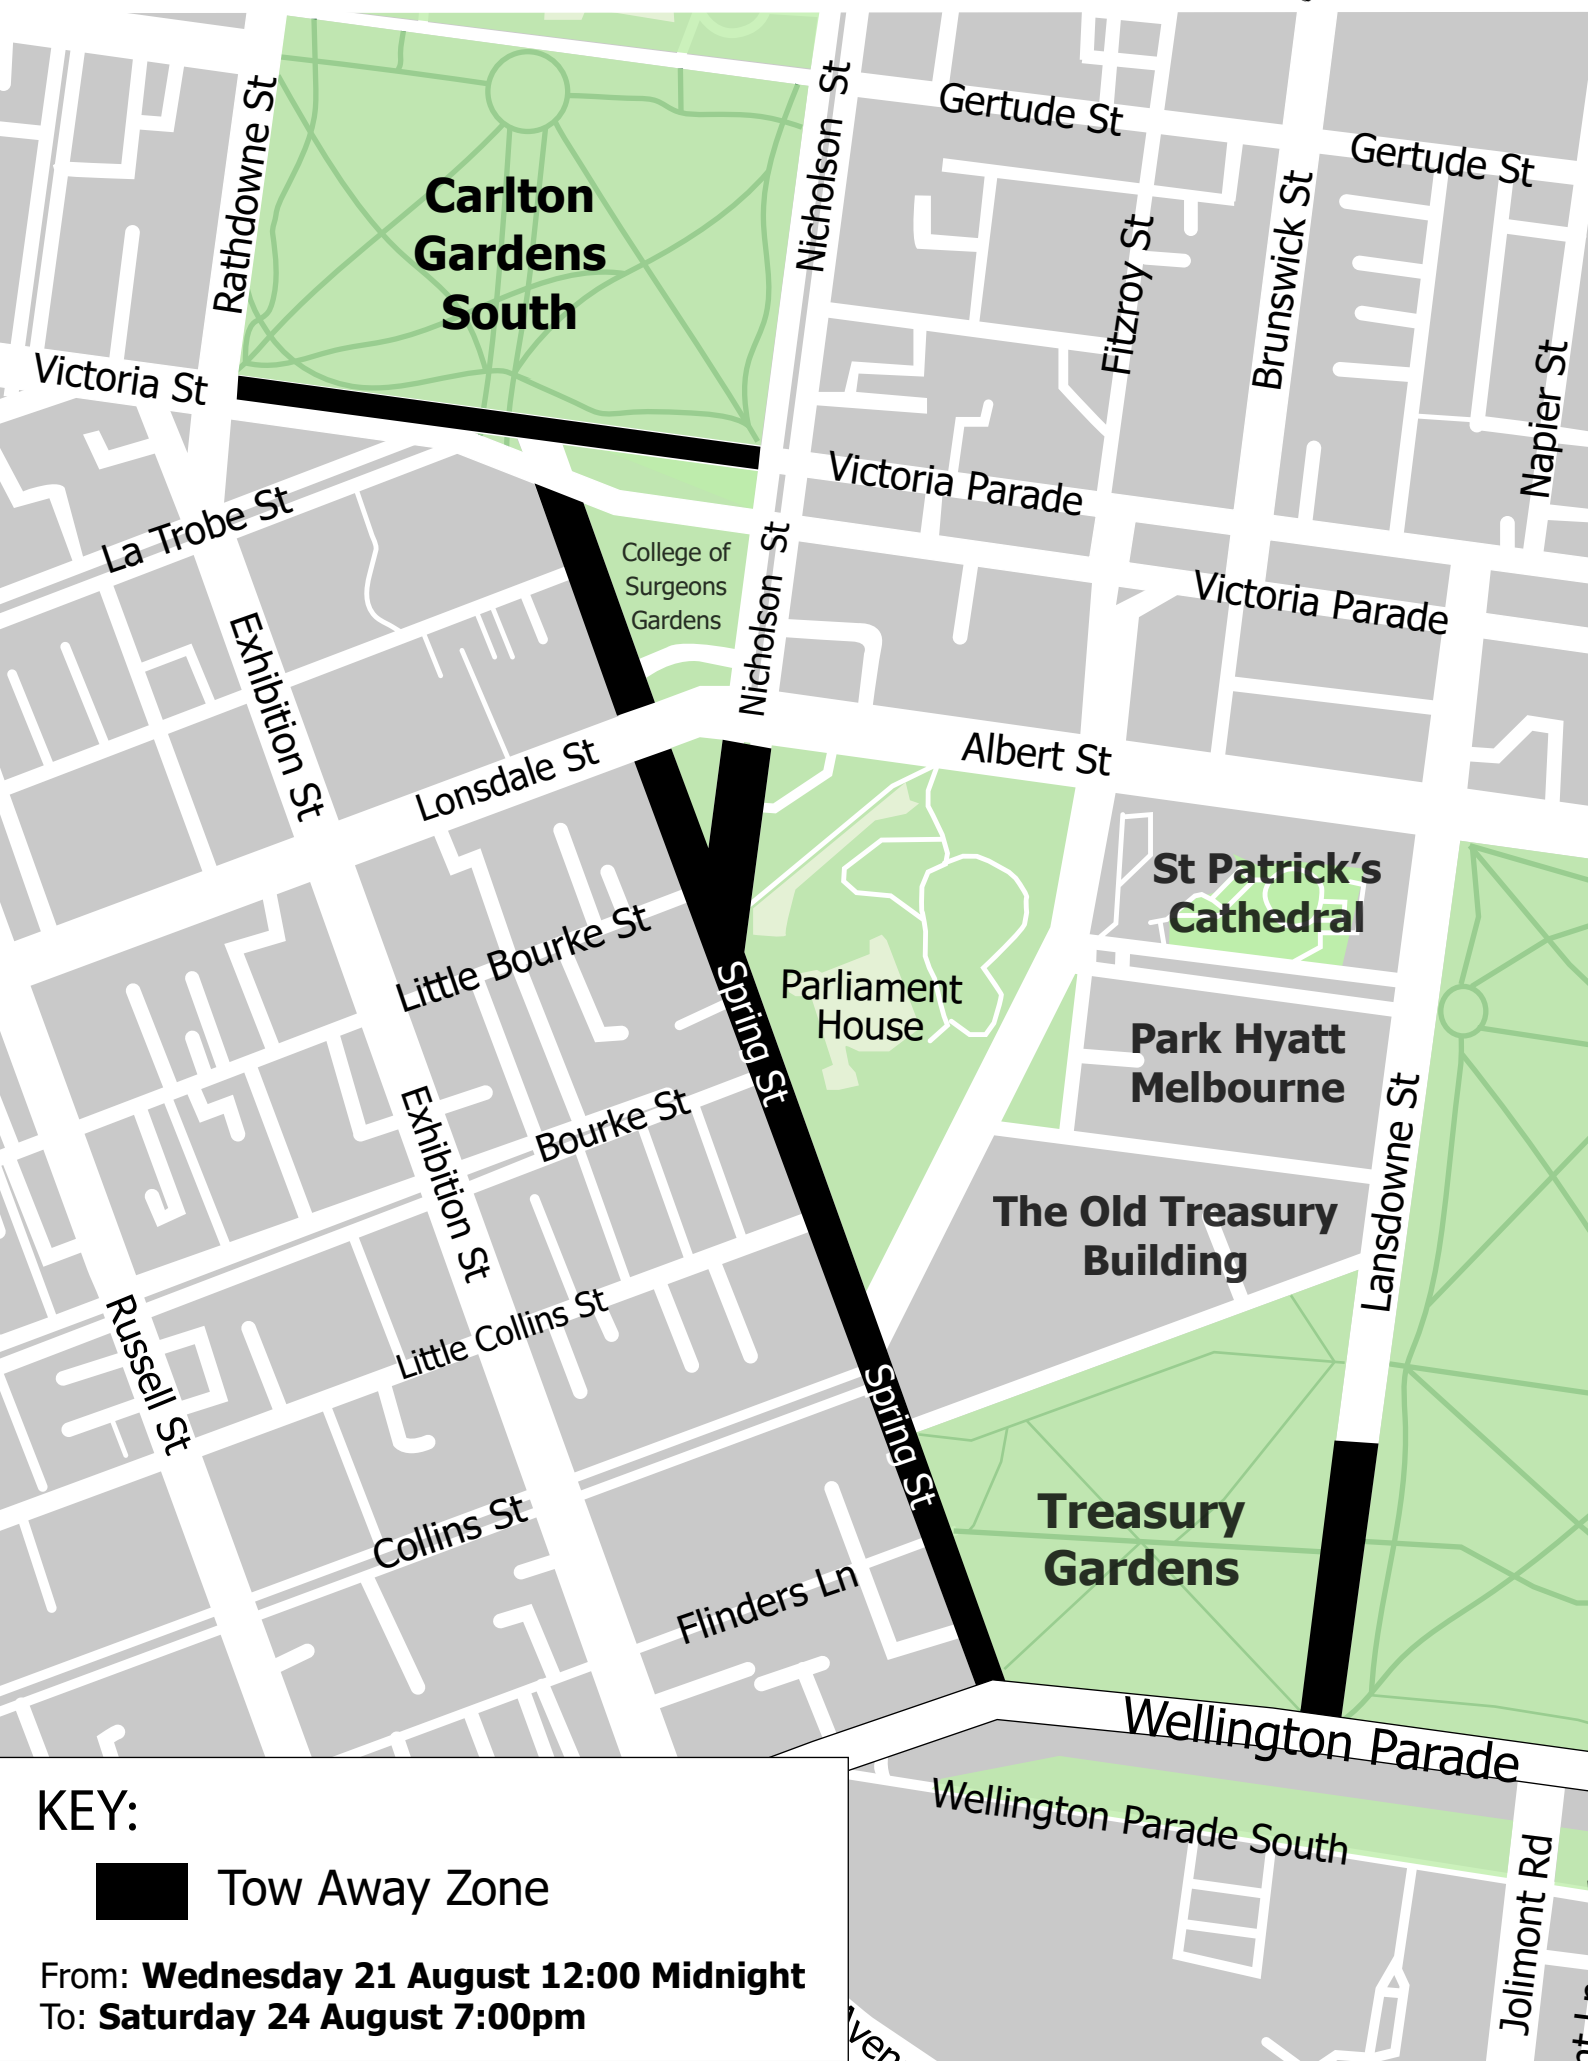 Gertude St
Gertude St
Nicholson St
Rathdowne St
Carlton
Gardens
South
Fitzroy St
Brunswick St
Napier St
Victoria St
Victoria Parade
La Trobe St
College of
Surgeons
Gardens
Nicholson St
Victoria Parade
Exhibition St
Lonsdale St
Albert St
St Patrick's
Cathedral
Little Bourke St
Spring St
Parliament
House
Park Hyatt
Melbourne
Exhibition St
Bourke St
Lansdowne St
The Old Treasury
Building
Russell St
Little Collins St
Spring St
Collins St
Treasury
Gardens
Flinders Ln
Wellington Parade
Wellington Parade South
Jolimont Rd
KEY:
Tow Away Zone
From: Wednesday 21 August 12:00 Midnight
To: Saturday 24 August 7:00pm